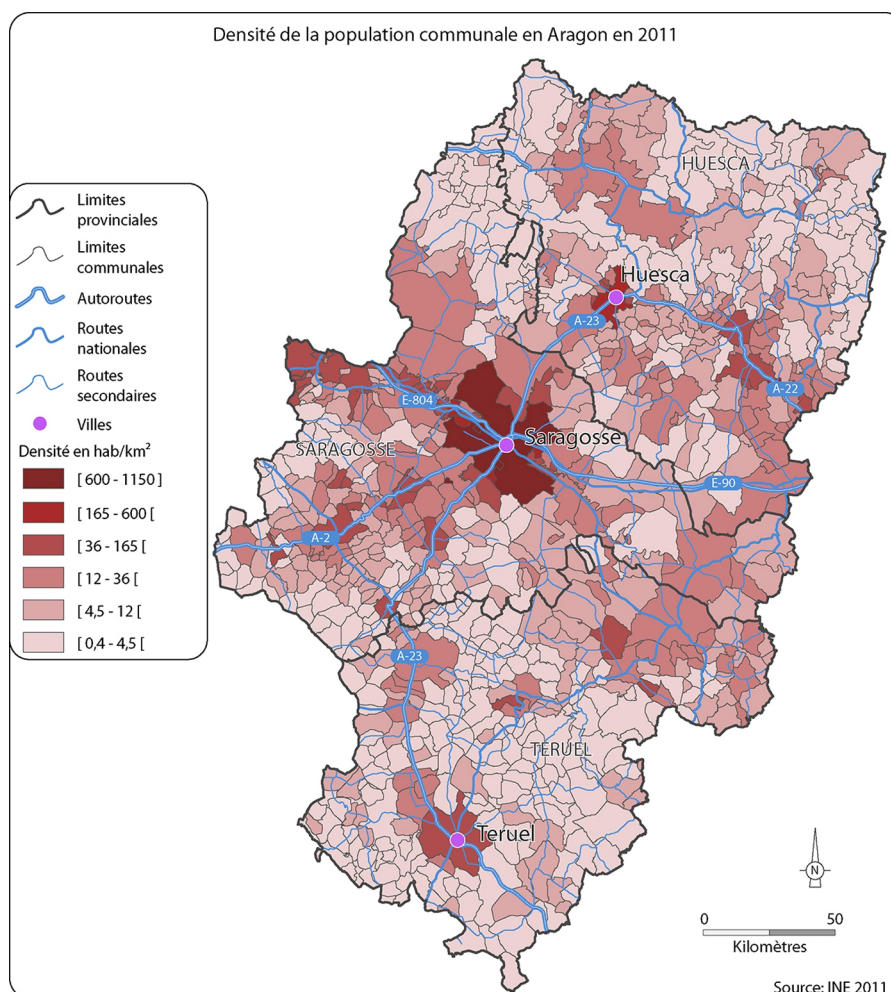 Densité de la population communale en Aragon en 2011
Limites
provinciales
Limites
communales
Autoroutes
Routes
nationales
Routes
secondaires
Villes
Densité en hab/km²
[ 600 - 1150 ]
[ 165 - 600 [
[ 36 - 165 [
[ 12 - 36 [
[ 4,5 - 12 [
[ 0,4 - 4,5 [
HUESCA
Huesca
A-23
A-22
E-804
Saragosse
SARAGOSSE
E-90
A-2
A-23
TERUEL
Teruel
N
0 50
Kilomètres
Source: INE 2011